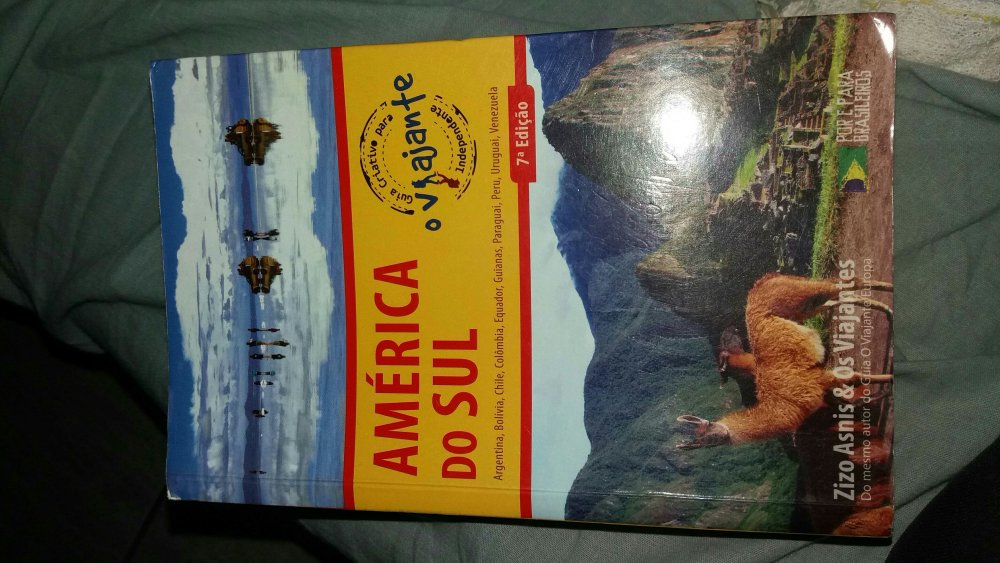 Guia Criativo para
o Viajante
Independente
AMÉRICA
DO SUL
Argentina, Bolívia, Chile, Colômbia, Equador, Guianas, Paraguai, Peru, Uruguai, Venezuela
7ª Edição
FEITO PARA
BRASILEIROS
Zizo Asnis & Os Viajantes
Do mesmo autor do Guia O Viajante Europa